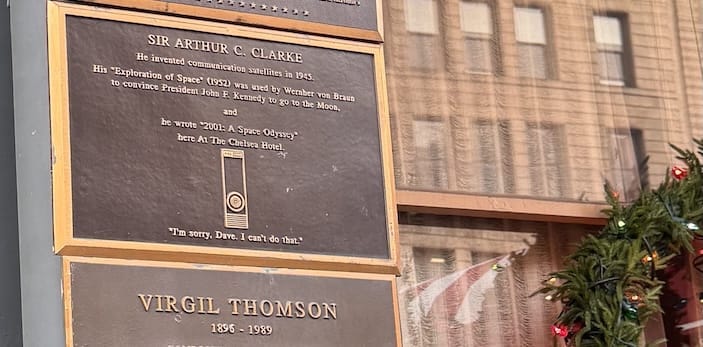 SIR ARTHUR C. CLARKE
He invented communication satellites in 1945.
His "Exploration of Space" (1952) was used by Wernher von Braun
to convince President John F. Kennedy to go to the Moon,
and
he wrote "2001: A Space Odyssey"
here At The Chelsea Hotel.
"I'm sorry, Dave. I can't do that."
VIRGIL THOMSON
1896 - 1989